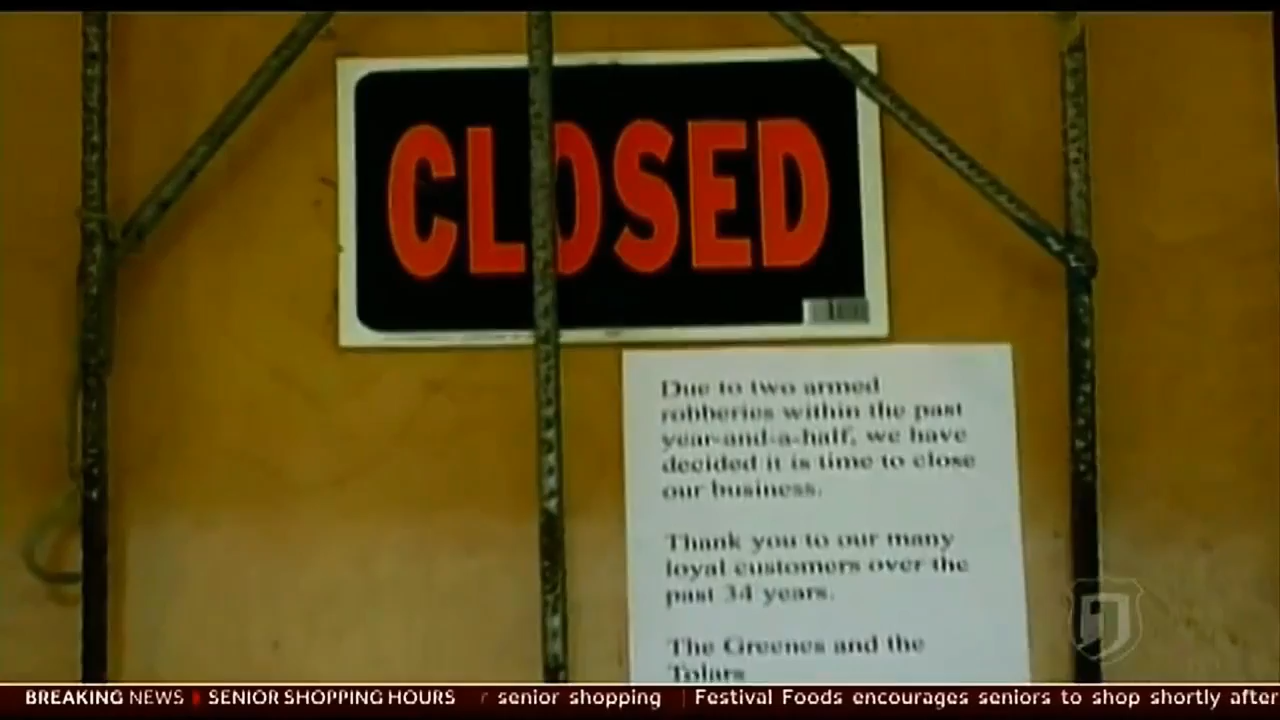 CLOSED
Due to two armed
robberies within the past
year-and-a-half, we have
decided it is time to close
our business.
Thank you to our many
loyal customers over the
past 34 years.
The Greenes and the
Tolars
BREAKING NEWS SENIOR SHOPPING HOURS r senior shopping | Festival Foods encourages seniors to shop shortly after